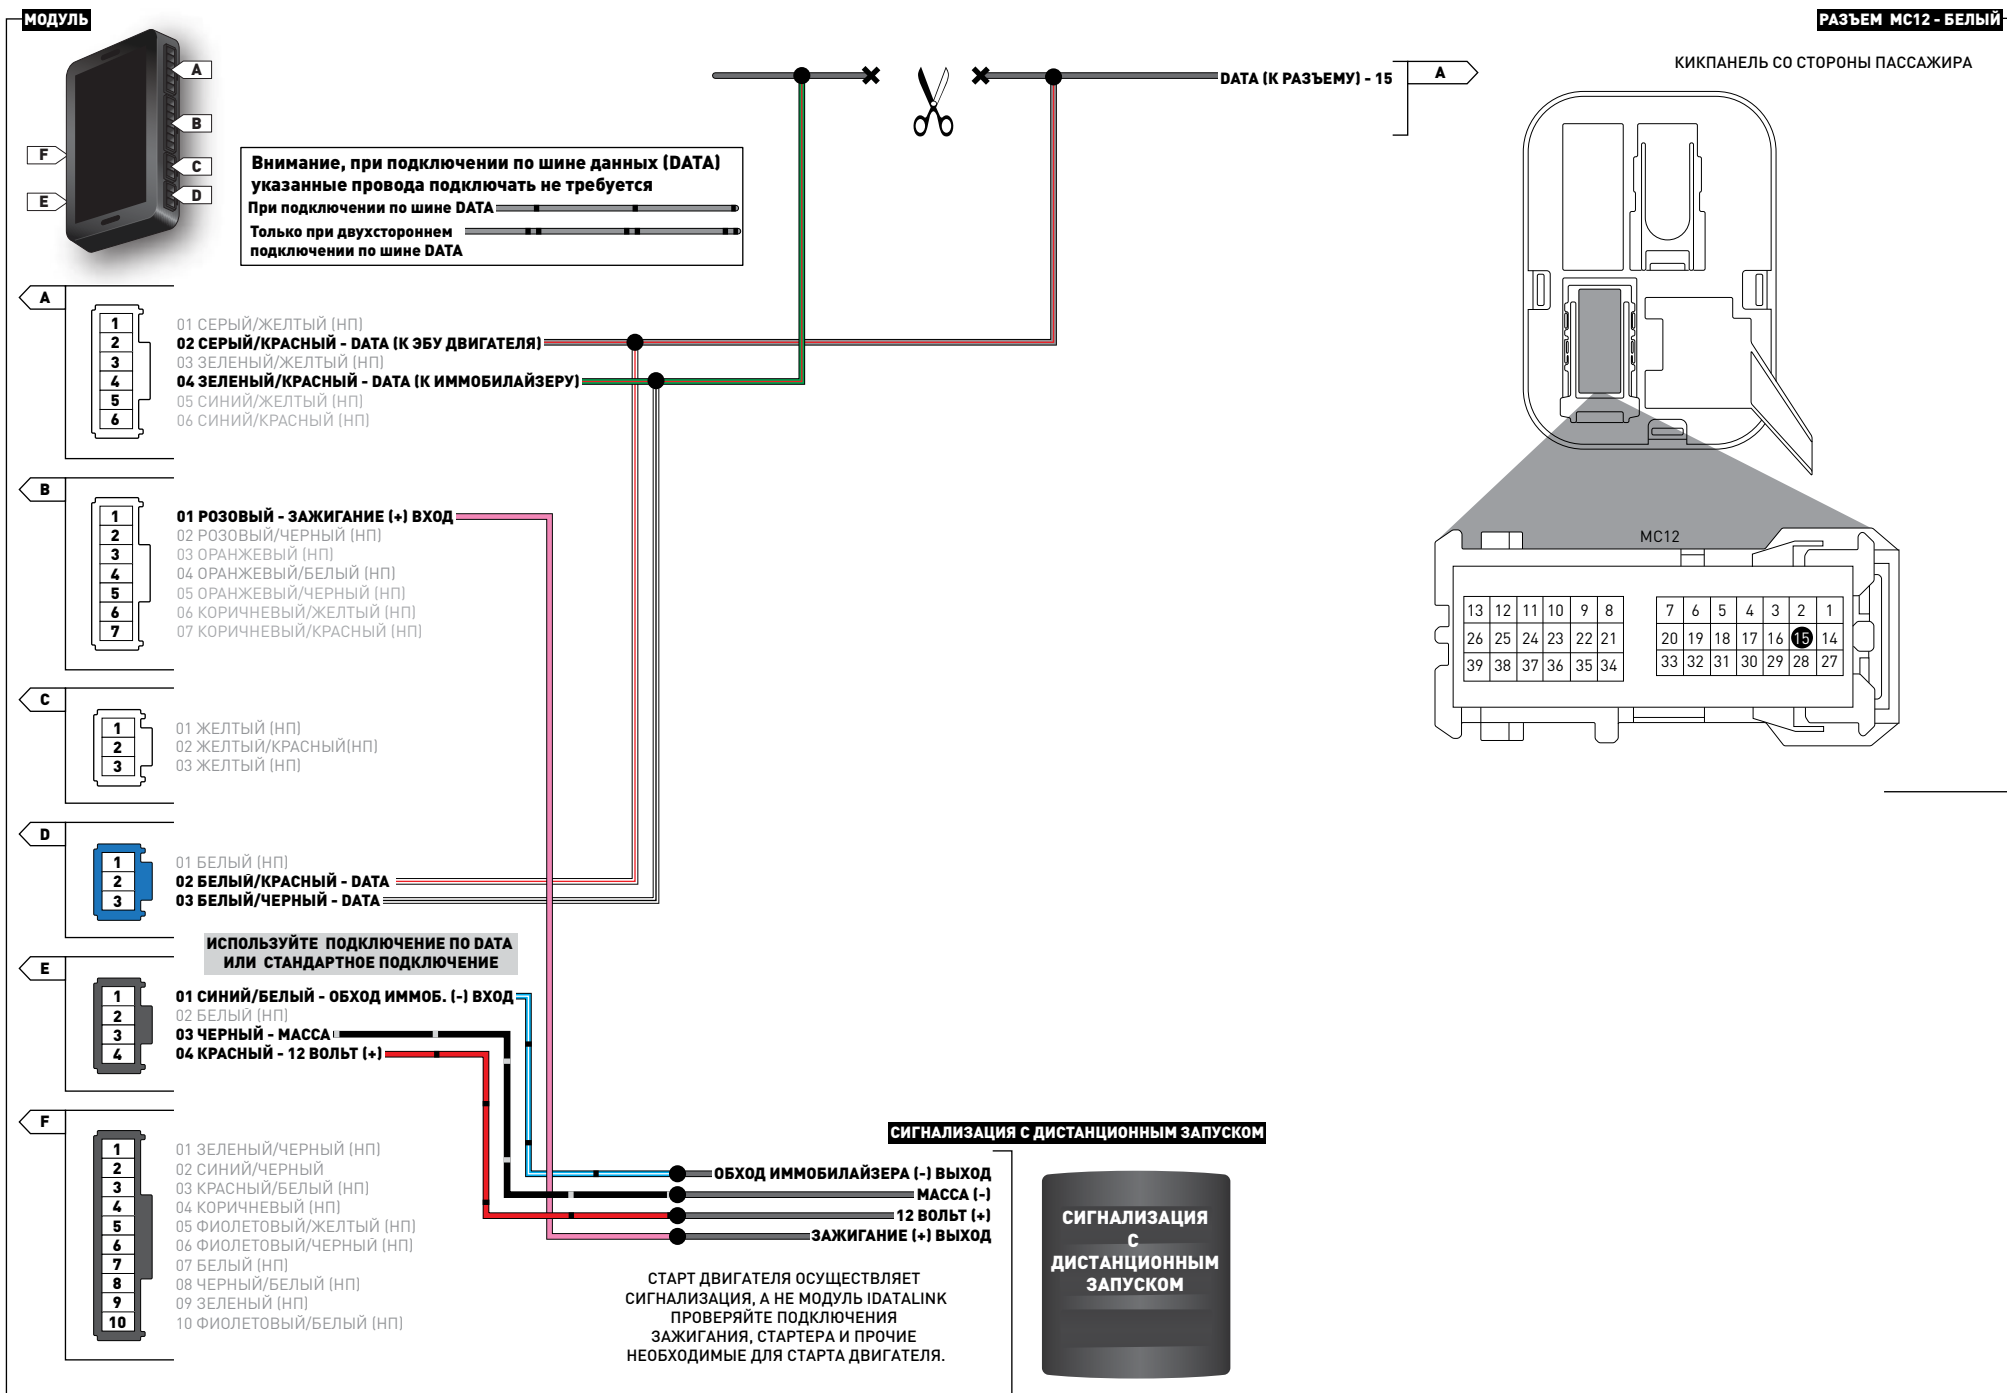 МОДУЛЬ
РАЗЪЕМ MC12 - БЕЛЫЙ
КИКПАНЕЛЬ СО СТОРОНЫ ПАССАЖИРА
A
B
C
D
F
E
DATA (К РАЗЪЕМУ) - 15
A
Внимание, при подключении по шине данных (DATA)
указанные провода подключать не требуется
При подключении по шине DATA
Только при двухстороннем
подключении по шине DATA
A
1
2
3
4
5
6
01 СЕРЫЙ/ЖЕЛТЫЙ (НП)
02 СЕРЫЙ/КРАСНЫЙ - DATA (К ЭБУ ДВИГАТЕЛЯ)
03 ЗЕЛЕНЫЙ/ЖЕЛТЫЙ (НП)
04 ЗЕЛЕНЫЙ/КРАСНЫЙ - DATA (К ИММОБИЛАЙЗЕРУ)
05 СИНИЙ/ЖЕЛТЫЙ (НП)
06 СИНИЙ/КРАСНЫЙ (НП)
B
1
2
3
4
5
6
7
01 РОЗОВЫЙ - ЗАЖИГАНИЕ (+) ВХОД
02 РОЗОВЫЙ/ЧЕРНЫЙ (НП)
03 ОРАНЖЕВЫЙ (НП)
04 ОРАНЖЕВЫЙ/БЕЛЫЙ (НП)
05 ОРАНЖЕВЫЙ/ЧЕРНЫЙ (НП)
06 КОРИЧНЕВЫЙ/ЖЕЛТЫЙ (НП)
07 КОРИЧНЕВЫЙ/КРАСНЫЙ (НП)
MC12
13 12 11 10 9 8 7 6 5 4 3 2 1
26 25 24 23 22 21 20 19 18 17 16 15 14
39 38 37 36 35 34 33 32 31 30 29 28 27
C
1
2
3
01 ЖЕЛТЫЙ (НП)
02 ЖЕЛТЫЙ/КРАСНЫЙ(НП)
03 ЖЕЛТЫЙ (НП)
D
1
2
3
01 БЕЛЫЙ (НП)
02 БЕЛЫЙ/КРАСНЫЙ - DATA
03 БЕЛЫЙ/ЧЕРНЫЙ - DATA
ИСПОЛЬЗУЙТЕ ПОДКЛЮЧЕНИЕ ПО DATA
ИЛИ СТАНДАРТНОЕ ПОДКЛЮЧЕНИЕ
E
1
2
3
4
01 СИНИЙ/БЕЛЫЙ - ОБХОД ИММОБ. (-) ВХОД
02 БЕЛЫЙ (НП)
03 ЧЕРНЫЙ - МАССА
04 КРАСНЫЙ - 12 ВОЛЬТ (+)
F
1
2
3
4
5
6
7
8
9
10
01 ЗЕЛЕНЫЙ/ЧЕРНЫЙ (НП)
02 СИНИЙ/ЧЕРНЫЙ
03 КРАСНЫЙ/БЕЛЫЙ (НП)
04 КОРИЧНЕВЫЙ (НП)
05 ФИОЛЕТОВЫЙ/ЖЕЛТЫЙ (НП)
06 ФИОЛЕТОВЫЙ/ЧЕРНЫЙ (НП)
07 БЕЛЫЙ (НП)
08 ЧЕРНЫЙ/БЕЛЫЙ (НП)
09 ЗЕЛЕНЫЙ (НП)
10 ФИОЛЕТОВЫЙ/БЕЛЫЙ (НП)
СИГНАЛИЗАЦИЯ С ДИСТАНЦИОННЫМ ЗАПУСКОМ
ОБХОД ИММОБИЛАЙЗЕРА (-) ВЫХОД
МАССА (-)
12 ВОЛЬТ (+)
ЗАЖИГАНИЕ (+) ВЫХОД
СИГНАЛИЗАЦИЯ
С
ДИСТАНЦИОННЫМ
ЗАПУСКОМ
СТАРТ ДВИГАТЕЛЯ ОСУЩЕСТВЛЯЕТ
СИГНАЛИЗАЦИЯ, А НЕ МОДУЛЬ IDATALINK
ПРОВЕРЯЙТЕ ПОДКЛЮЧЕНИЯ
ЗАЖИГАНИЯ, СТАРТЕРА И ПРОЧИЕ
НЕОБХОДИМЫЕ ДЛЯ СТАРТА ДВИГАТЕЛЯ.